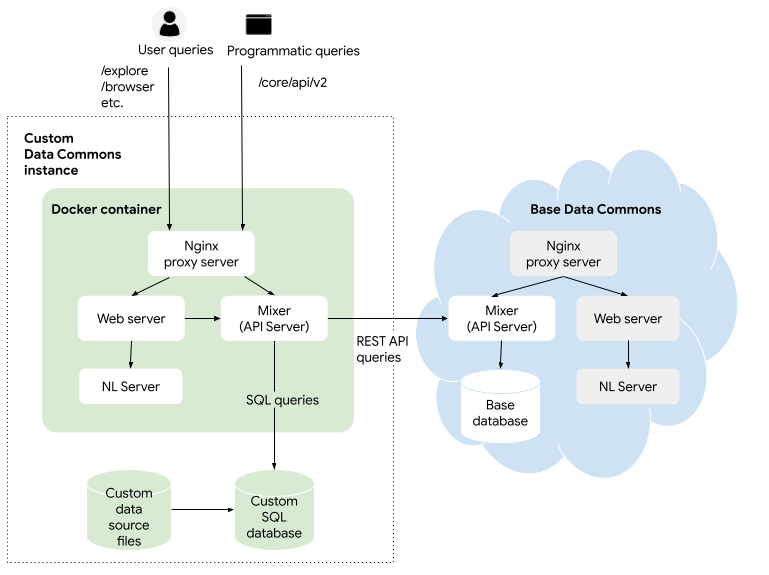 User queries
Programmatic queries
/explore
/browser
etc.
/core/api/v2
Custom
Data Commons
instance
Docker container
Nginx
proxy server
Web server
Mixer
(API Server)
NL Server
SQL queries
REST API
queries
Custom
data
source
files
Custom
SQL
database
Base Data Commons
Nginx
proxy server
Mixer
(API Server)
Web server
Base
database
NL Server